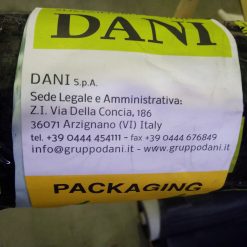 DANI
DANI S.p.A.
Sede Legale e Amministrativa:
Z.I. Via Della Concia, 186
36071 Arzignano (VI) Italy
tel. +39 0444 454111 - fax +39 0444 676849
info@gruppodani.it - www.gruppodani.it
PACKAGING